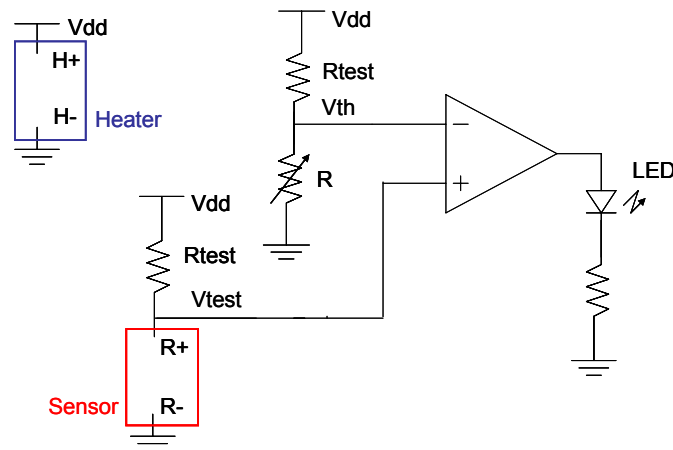 Vdd
H+
H-
Heater
Vdd
Rtest
Vth
R
−
+
LED
Vdd
Rtest
Vtest
R+
R-
Sensor